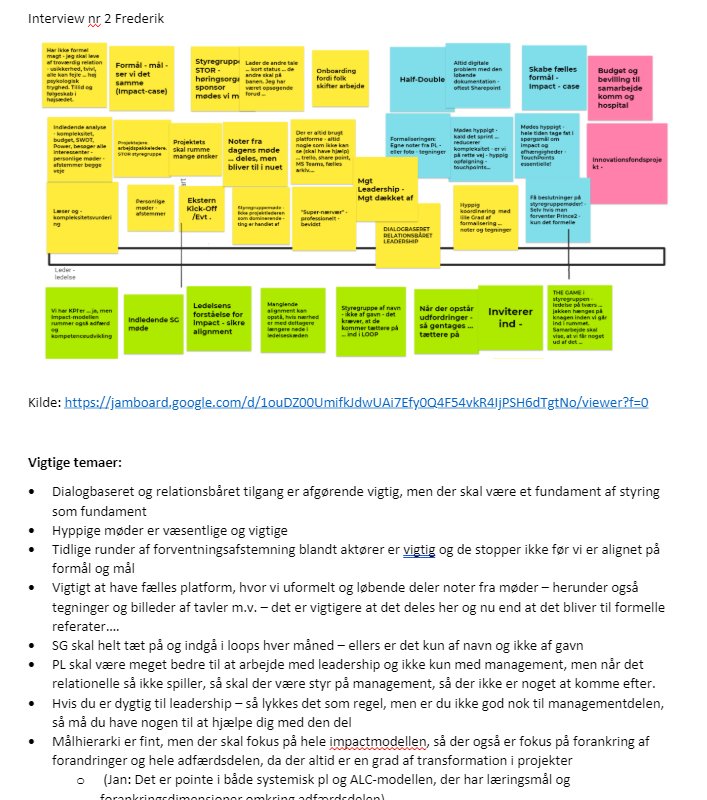 Interview nr 2 Frederik
Har ikke formel
magt - jeg skal leve
af troværdig relation
- usikkerhed, tvivl,
alle kan fejle ... høj
psykologisk
tryghed. Tillid og
følgeskab i
højsædet.
Formål - mål -
ser vi det
samme
(Impact-case)
Styregruppe
STOR -
høringsorga
sponsor
mødes vi m
Leder de andre tale
... kort status ... de
andre skal på
banen. Jeg har
været opsøgende
forud ...
Onboarding
fordi folk
skifter arbejde
Half-Double
Altid digitale
problem med den
løbende
dokumentation -
oftest Sharepoint
Skabe fælles
formål -
Impact - case
Budget og
bevilling til
samarbejde
komm og
hospital
Indledende analyse
- kompleksitet,
budget, SWOT,
Power, besøger alle
interessenter -
personlige møder -
afstemmer begge
veje
Projektejere,
arbejdspakkeledere,
STOR styregruppe
Projektets
skal rumme
mange ønsker
Noter fra
dagens møde
... deles, men
bliver til i nuet
Der er altid brugt
platforme - altid
nogle som ikke kan
se (skal have hjælp)
... trello, share point,
MS Teams, fælles
arkiv...
Formaliseringen:
Egne noter fra PL -
eller foto - tegninger
Mødes hyppigt -
kald det sprint ...
reducerer
kompleksitet - er vi
på rette vej - hyppig
opfølgning -
touchpoints...
Mødes hyppigt -
hele tiden tage fat i
spørgsmål om
impact og
afhængigheder -
TouchPoints
essentielle!
Innovationsfondsproje
kt -
Læser og -
kompleksitetsvurderi
ng
Personlige
møder -
afstemmer
Ekstern
Kick-Off
/Evt .
Styregruppemøde -
ikke projektlederen
som dominerende -
ting er handlet af
"Super-nærvær" -
professionelt -
bevidst
Mgt
Leadership -
Mgt dækket af
DIALOGBASERET
RELATIONSBÅRET
LEADERSHIP
Hyppig
koordinering med
lille Grad af
formalisering ...
noter og tegninger
Få beslutninger på
styregruppemøder -
Selv hvis man
forventer Prince2 -
kun det formelle
Leder -
ledelse
Vi har KPI'er ... ja, men
impact-modellen
rummer også adfærd
og
kompetenceudvikling
Indledende SG
møde
Ledelsens
forståelse for
impact - sikre
alignment
Manglende
alignment kan
opstå, hvis nærhed
er med deltagere
længere nede i
ledelseskæden
Styregruppe af navn
- ikke af gavn - det
kræver, at de
kommer tættere på
... ind i LOOP
Når der opstår
udfordringer -
så gentages ...
tættere på
Inviterer
ind -
THE GAME i
styregruppen -
ledelse på tværs ...
jakken hænges på
knagen inden vi går
ind i rummet.
Samarbejde skal
vise, at vi får noget
ud af det ...
Kilde: https://jamboard.google.com/d/1ouDZ00UmifkJdwUAi7Efy0Q4F54vkR4IjPSH6dTgtNo/viewer?f=0
Vigtige temaer:
• Dialogbaseret og relationsbåret tilgang er afgørende vigtig, men der skal være et fundament af styring
som fundament
• Hyppige møder er væsentlige og vigtige
• Tidlige runder af forventningsafstemning blandt aktører er vigtig og de stopper ikke før vi er alignet på
formål og mål
• Vigtigt at have fælles platform, hvor vi uformelt og løbende deler noter fra møder – herunder også
tegninger og billeder af tavler m.v. – det er vigtigere at det deles her og nu end at det bliver til formelle
referater....
• SG skal helt tæt på og indgå i loops hver måned – ellers er det kun af navn og ikke af gavn
• PL skal være meget bedre til at arbejde med leadership og ikke kun med management, men når det
relationelle så ikke spiller, så skal der være styr på management, så der ikke er noget at komme efter.
• Hvis du er dygtig til leadership – så lykkes det som regel, men er du ikke god nok til managementdelen,
så må du have nogen til at hjælpe dig med den del
• Målhierarki er fint, men der skal fokus på hele impactmodellen, så der også er fokus på forankring af
forandringer og hele adfærdsdelen, da der altid er en grad af transformation i projekter
o (Jan: Det er pointe i både systemisk pl og ALC-modellen, der har læringsmål og
forankringsdimensioner omkring adfærdsdelen)